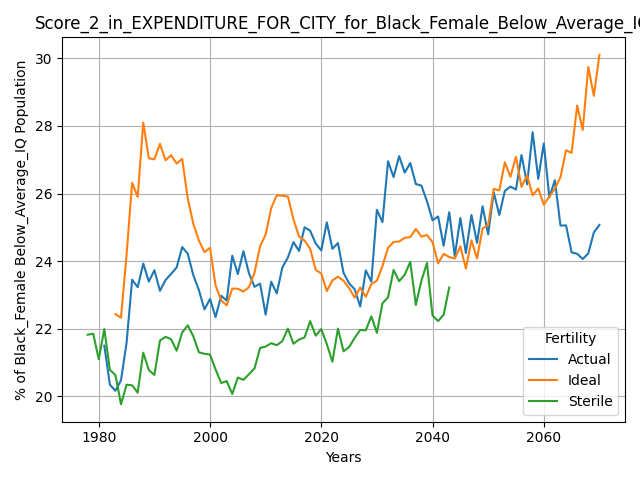 Score_2_in_EXPENDITURE_FOR_CITY_for_Black_Female_Below_Average_IQ
% of Black_Female Below_Average_IQ Population
30
28
26
24
22
20
1980
2000
2020
2040
2060
Years
Fertility
Actual
Ideal
Sterile